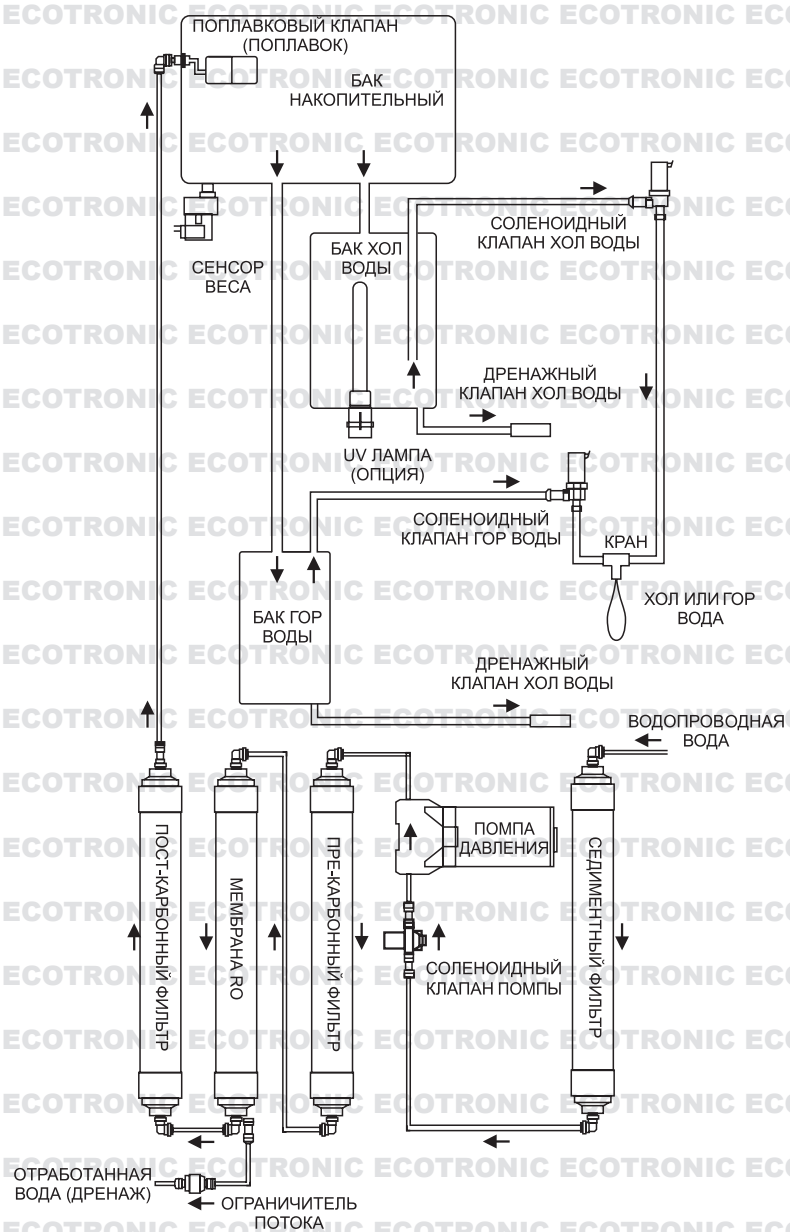 ПОПЛАВКОВЫЙ КЛАПАН
(ПОПЛАВОК)
БАК
НАКОПИТЕЛЬНЫЙ
СОЛЕНОИДНЫЙ
КЛАПАН ХОЛ ВОДЫ
СЕНСОР
ВЕСА
БАК ХОЛ
ВОДЫ
ДРЕНАЖНЫЙ
КЛАПАН ХОЛ ВОДЫ
UV ЛАМПА
(ОПЦИЯ)
СОЛЕНОИДНЫЙ
КЛАПАН ГОР ВОДЫ
КРАН
ХОЛ ИЛИ ГОР
ВОДА
БАК ГОР
ВОДЫ
ДРЕНАЖНЫЙ
КЛАПАН ХОЛ ВОДЫ
ВОДОПРОВОДНАЯ
ВОДА
ПОСТ-КАРБОННЫЙ ФИЛЬТР
МЕМБРАНА RO
ПРЕ-КАРБОННЫЙ ФИЛЬТР
ПОМПА
ДАВЛЕНИЯ
СЕДИМЕНТНЫЙ ФИЛЬТР
СОЛЕНОИДНЫЙ
КЛАПАН ПОМПЫ
ОТРАБОТАННАЯ
ВОДА (ДРЕНАЖ)
ОГРАНИЧИТЕЛЬ
ПОТОКА
ECOTRONIC ECOTRONIC ECOTRONIC ECOTRONIC